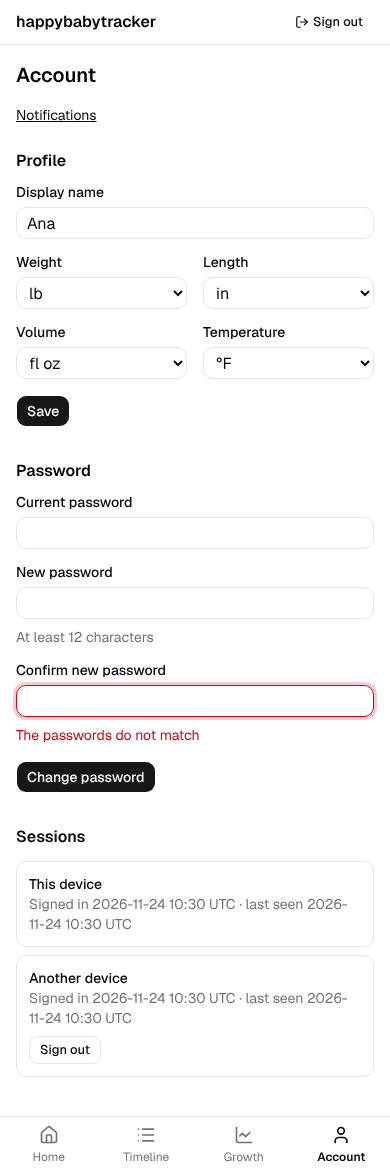 happybabytracker
Sign out
Account
Notifications
Profile
Display name
Ana
Weight
Length
lb
in
Volume
Temperature
fl oz
°F
Save
Password
Current password
New password
At least 12 characters
Confirm new password
The passwords do not match
Change password
Sessions
This device
Signed in 2026-11-24 10:30 UTC · last seen 2026-
11-24 10:30 UTC
Another device
Signed in 2026-11-24 10:30 UTC · last seen 2026-
11-24 10:30 UTC
Sign out
Home
Timeline
Growth
Account